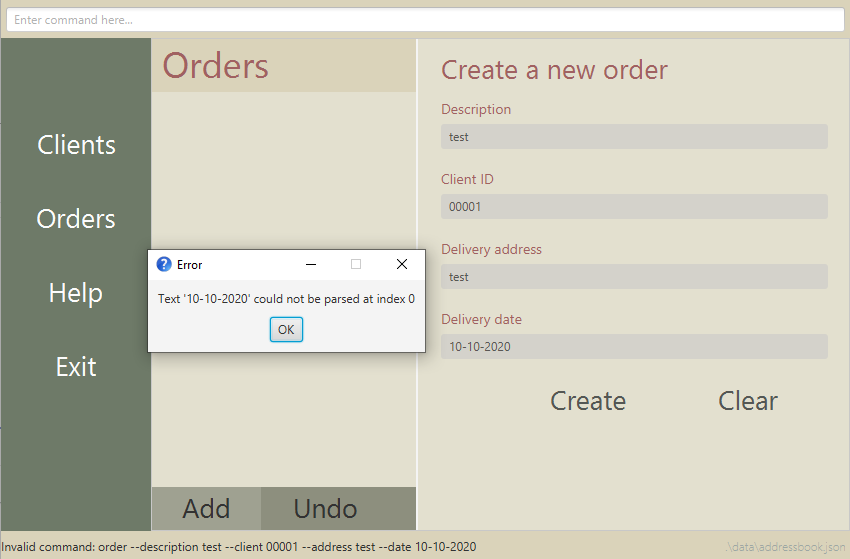 Enter command here...
Clients
Orders
Help
Exit
Orders
Add
Undo
Create a new order
Description
test
Client ID
00001
Delivery address
test
Delivery date
10-10-2020
Create
Clear
Error
Text '10-10-2020' could not be parsed at index 0
OK
Invalid command: order --description test --client 00001 --address test --date 10-10-2020
.\data\addressbook.json